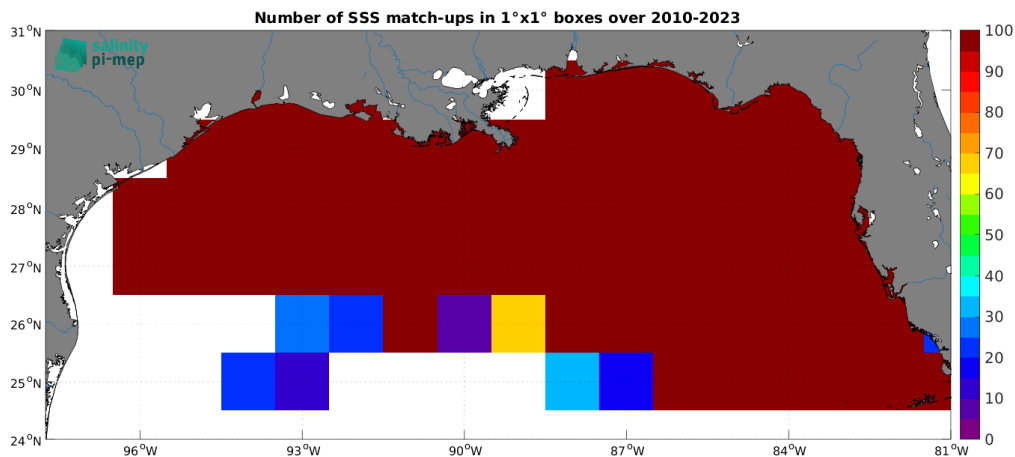 Number of SSS match-ups in 1°x1° boxes over 2010-2023
salinity
pi-mep
31°N
30°N
29°N
28°N
27°N
26°N
25°N
24°N
96°W
93°W
90°W
87°W
84°W
81°W
100
90
80
70
60
50
40
30
20
10
0